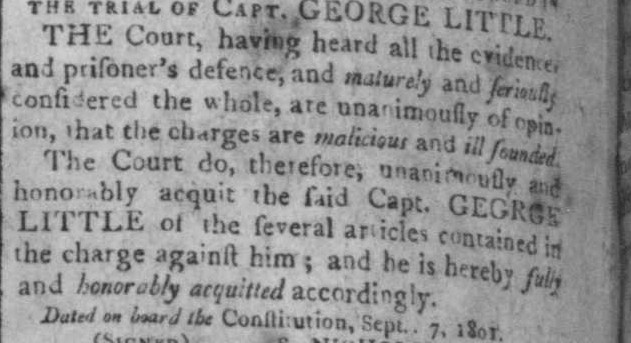 THE TRIAL OF CAPT. GEORGE LITTLE.
THE Court, having heard all the evidence,
and priſoner's defence, and maturely and ſeriouſly
conſidered the whole, are unanimouſly of opin-
ion, that the charges are malicious and ill founded.
The Court do, therefore, unanimouſly and
honorably acquit the ſaid Capt. GEORGE
LITTLE of the ſeveral articles contained in
the charge againſt him; and he is hereby fully
and honorably acquitted accordingly.
Dated on board the Conſtitution, Sept. 7, 1801.
(SIGNED)